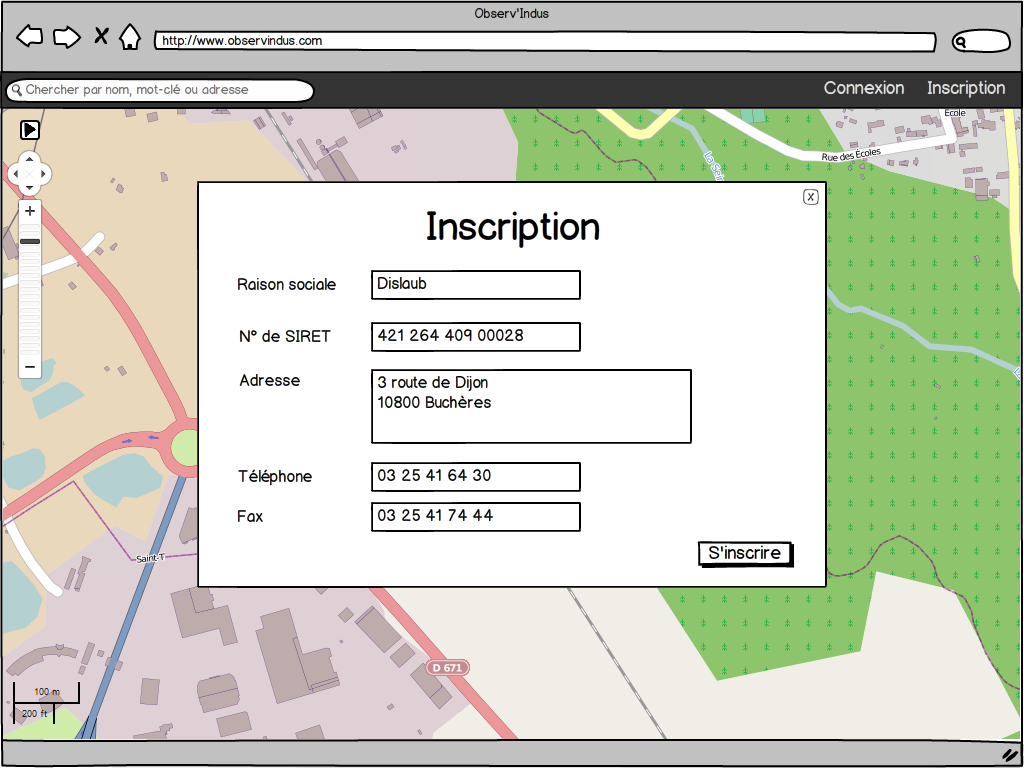 Observ'Indus
http://www.observindus.com
Chercher par nom, mot-clé ou adresse
Connexion
Inscription
École
Rue des Écoles
X
Inscription
Raison sociale
Dislaub
N° de SIRET
421 264 409 00028
Adresse
3 route de Dijon
10800 Buchères
Téléphone
03 25 41 64 30
Fax
03 25 41 74 44
S'inscrire
Saint-T
D 671
100 m
200 ft